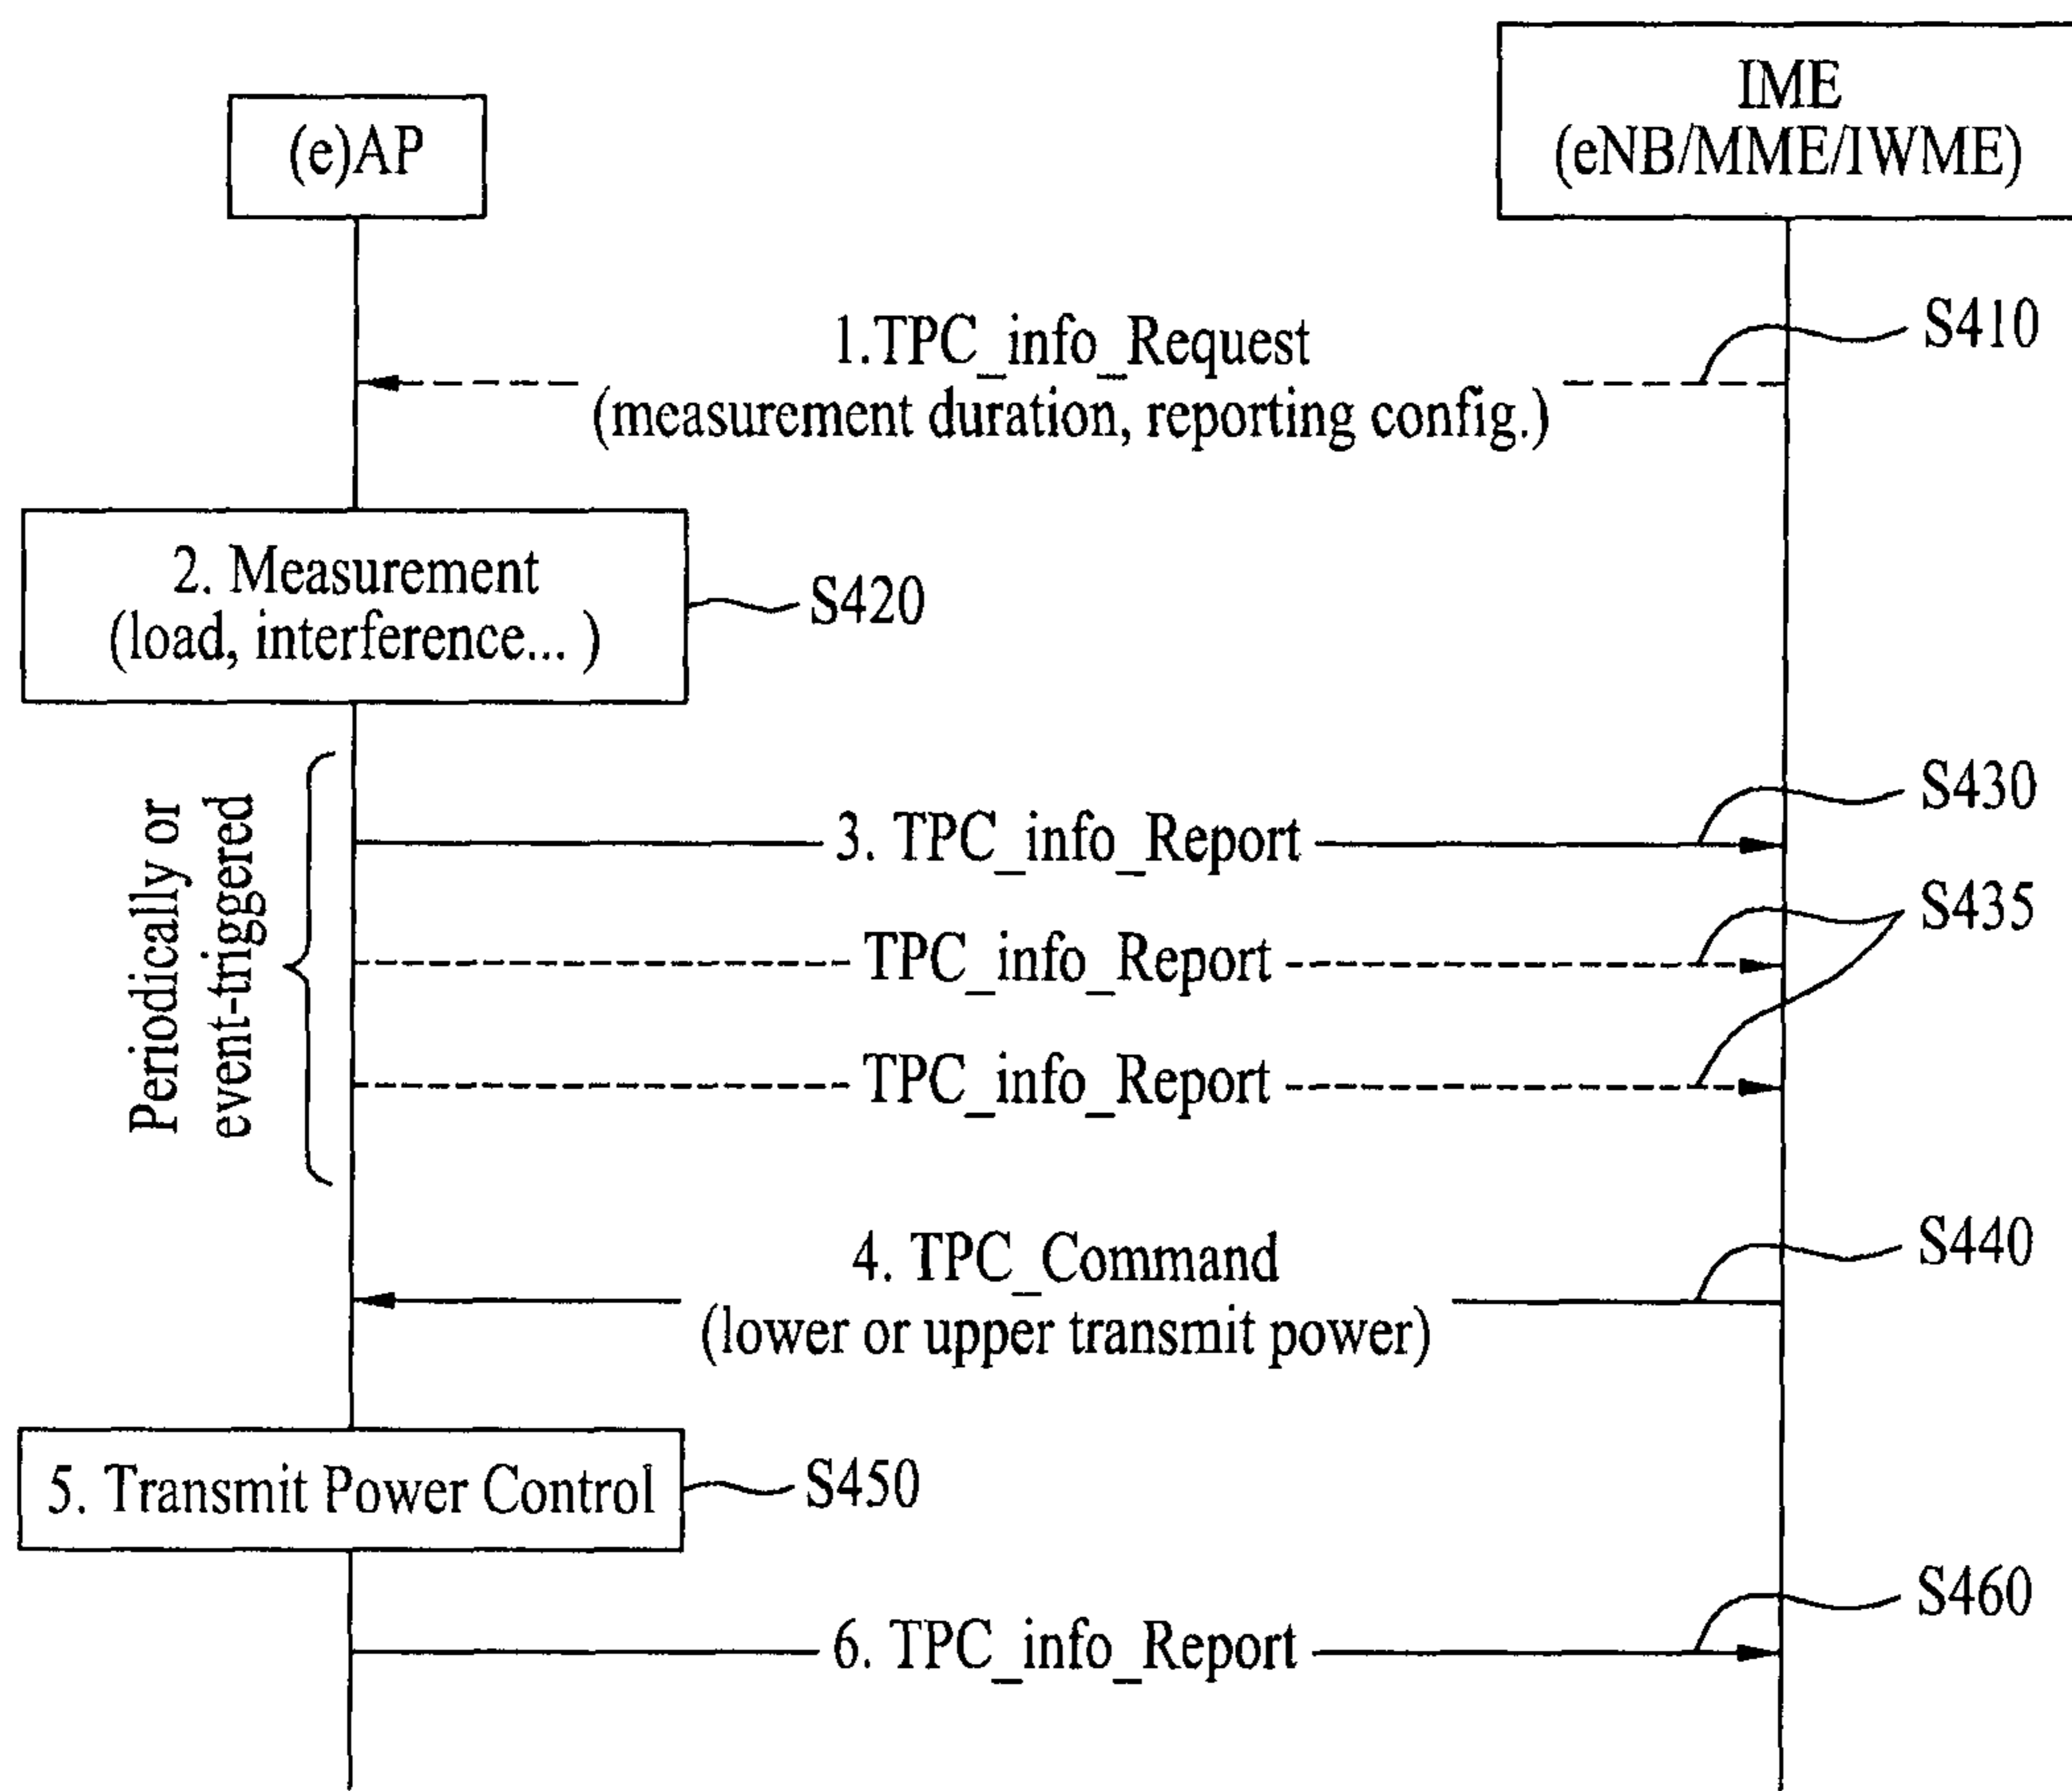 IME
(eNB/MME/IWME)
(e)AP
S410
1.TPC_info_Request
(measurement duration, reporting config.)
2. Measurement
(load, interference... )
S420
Periodically or
event-triggered
S430
3. TPC_info_Report
S435
TPC_info_Report
TPC_info_Report
S440
4. TPC_Command
(lower or upper transmit power)
5. Transmit Power Control
S450
S460
6. TPC_info_Report